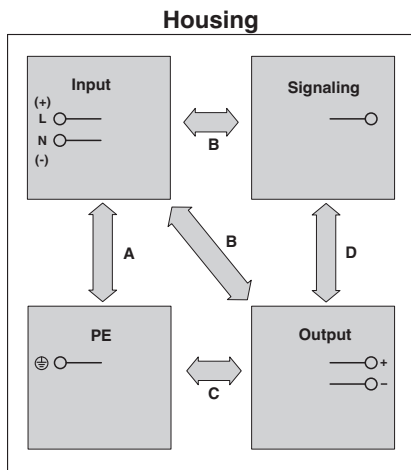 Housing
Input
Signaling
(+)
L
N
(-)
B
A
B
D
PE
Output
+
–
C